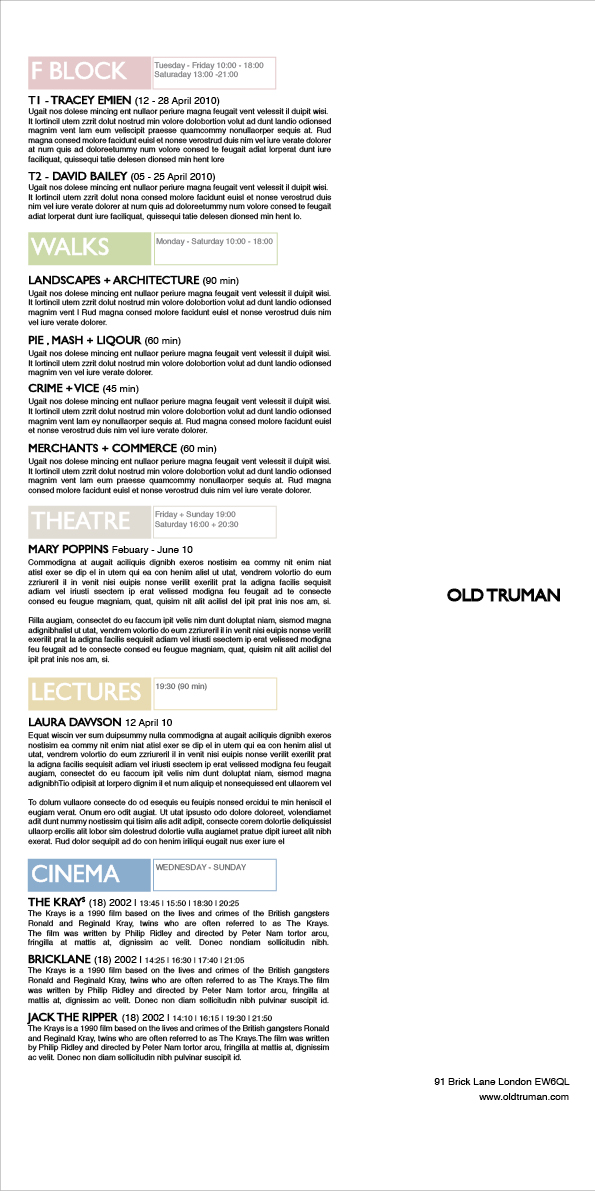 F BLOCK
Tuesday - Friday 10:00 - 18:00
Saturaday 13:00 -21:00
T1 - TRACEY EMIEN (12 - 28 April 2010)
Ugait nos dolese mincing ent nullaor periure magna feugait vent velessit il duipit wisi.
It lortincil utem zzrit dolut nostrud min volore dolobortion volut ad dunt landio odionsed
magnim vent lam eum veliscipit praesse quamcommy nonullaorper sequis at. Rud
magna consed molore facidunt euisl et nonse verostrud duis nim vel iure verate dolorer
at num quis ad doloreetummy num volore consed te feugait adiat lorperat dunt iure
faciliquat, quissequi tatie delesen dionsed min hent lore
T2 - DAVID BAILEY (05 - 25 April 2010)
Ugait nos dolese mincing ent nullaor periure magna feugait vent velessit il duipit wisi.
It lortincil utem zzrit dolut nona consed molore facidunt euisl et nonse verostrud duis
nim vel iure verate dolorer at num quis ad doloreetummy num volore consed te feugait
adiat lorperat dunt iure faciliquat, quissequi tatie delesen dionsed min hent lo.
WALKS
Monday - Saturday 10:00 - 18:00
LANDSCAPES + ARCHITECTURE (90 min)
Ugait nos dolese mincing ent nullaor periure magna feugait vent velessit il duipit wisi.
It lortincil utem zzrit dolut nostrud min volore dolobortion volut ad dunt landio odionsed
magnim vent l Rud magna consed molore facidunt euisl et nonse verostrud duis nim
vel iure verate dolorer.
PIE , MASH + LIQOUR (60 min)
Ugait nos dolese mincing ent nullaor periure magna feugait vent velessit il duipit wisi.
It lortincil utem zzrit dolut nostrud min volore dolobortion volut ad dunt landio odionsed
magnim ven vel iure verate dolorer.
CRIME + VICE (45 min)
Ugait nos dolese mincing ent nullaor periure magna feugait vent velessit il duipit wisi.
It lortincil utem zzrit dolut nostrud min volore dolobortion volut ad dunt landio odionsed
magnim vent lam ey nonullaorper sequis at. Rud magna consed molore facidunt euisl
et nonse verostrud duis nim vel iure verate dolorer.
MERCHANTS + COMMERCE (60 min)
Ugait nos dolese mincing ent nullaor periure magna feugait vent velessit il duipit wisi.
It lortincil utem zzrit dolut nostrud min volore dolobortion volut ad dunt landio odionsed
magnim vent lam eum praesse quamcommy nonullaorper sequis at. Rud magna
consed molore facidunt euisl et nonse verostrud duis nim vel iure verate dolorer.
THEATRE
Friday + Sunday 19:00
Saturday 16:00 + 20:30
MARY POPPINS Febuary - June 10
Commodigna at augait aciliquis dignibh exeros nostisim ea commy nit enim niat
atisl exer se dip el in utem qui ea con henim alisl ut utat, vendrem volortio do eum
zzriureril il in venit nisi euipis nonse verilit exerilit prat la adigna facilis sequisit
adiam vel iriusti ssectem ip erat velissed modigna feu feugait ad te consecte
consed eu feugue magniam, quat, quisim nit alit acilisl del ipit prat inis nos am, si.
Rilla augiam, consectet do eu faccum ipit velis nim dunt doluptat niam, sismod magna
adignibhalisl ut utat, vendrem volortio do eum zzriureril il in venit nisi euipis nonse verilit
exerilit prat la adigna facilis sequisit adiam vel iriusti ssectem ip erat velissed modigna
feu feugait ad te consecte consed eu feugue magniam, quat, quisim nit alit acilisl del
ipit prat inis nos am, si.
OLD TRUMAN
LECTURES
19:30 (90 min)
LAURA DAWSON 12 April 10
Equat wiscin ver sum duipsummy nulla commodigna at augait aciliquis dignibh exeros
nostisim ea commy nit enim niat atisl exer se dip el in utem qui ea con henim alisl ut
utat, vendrem volortio do eum zzriureril il in venit nisi euipis nonse verilit exerilit prat
la adigna facilis sequisit adiam vel iriusti ssectem ip erat velissed modigna feu feugait
augiam, consectet do eu faccum ipit velis nim dunt doluptat niam, sismod magna
adignibhTio odipisit at lorpero dignim il et num aliquip et nonsequissed ent ullaorem vel
To dolum vullaore consecte do od esequis eu feuipis nonsed ercidui te min heniscil el
eugiam verat. Onum ero odit augiat. Ut utat ipsusto odo dolore doloreet, volendiamet
adit dunt nummy nostissim qui tisim alis adit adipit, consecte corem dolortie deliquissisl
ullaorp ercilis alit lobor sim dolestrud dolortie vulla augiamet pratue dipit iureet alit nibh
exerat. Rud dolor sequipit ad do con henim iriliqui eugait nus exer iure el
CINEMA
WEDNESDAY - SUNDAY
THE KRAYS (18) 2002 I 13:45 I 15:50 I 18:30 I 20:25
The Krays is a 1990 film based on the lives and crimes of the British gangsters
Ronald and Reginald Kray, twins who are often referred to as The Krays.
The film was written by Philip Ridley and directed by Peter Nam tortor arcu,
fringilla at mattis at, dignissim ac velit. Donec nondiam sollicitudin nibh.
BRICKLANE (18) 2002 I 14:25 I 16:30 I 17:40 I 21:05
The Krays is a 1990 film based on the lives and crimes of the British gangsters
Ronald and Reginald Kray, twins who are often referred to as The Krays.The film
was written by Philip Ridley and directed by Peter Nam tortor arcu, fringilla at
mattis at, dignissim ac velit. Donec non diam sollicitudin nibh pulvinar suscipit id.
JACK THE RIPPER (18) 2002 I 14:10 I 16:15 I 19:30 I 21:50
The Krays is a 1990 film based on the lives and crimes of the British gangsters Ronald
and Reginald Kray, twins who are often referred to as The Krays.The film was written
by Philip Ridley and directed by Peter Nam tortor arcu, fringilla at mattis at, dignissim
ac velit. Donec non diam sollicitudin nibh pulvinar suscipit id.
91 Brick Lane London EW6QL
www.oldtruman.com